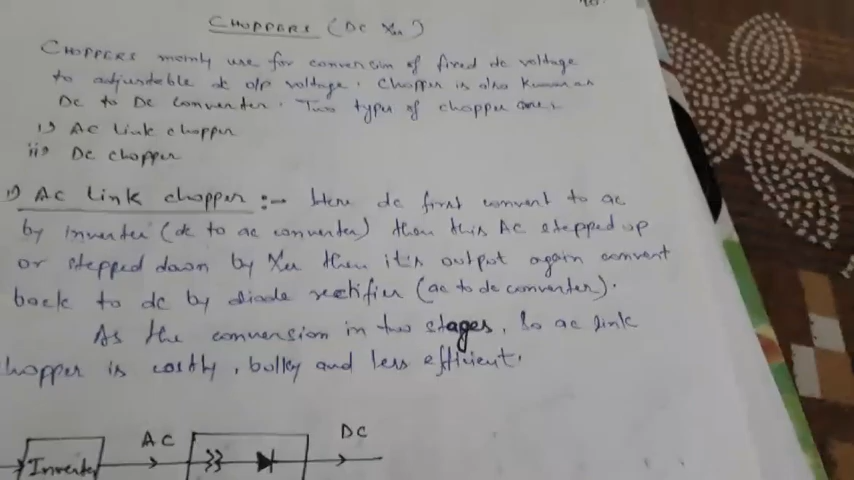 CHOPPERS (DC Xer)
CHOPPERS mainly use for conversion of fixed dc voltage
to adjustable dc o/p voltage. Chopper is also known as
DC to DC converter. Two types of chopper are:
i) AC link chopper
ii) DC chopper
i) AC link chopper :- Here dc first convert to ac
by inverter (dc to ac converter) then this AC stepped up
or stepped down by Xer then it's output again convert
back to dc by diode rectifier (ac to dc converter).
As the conversion in two stages, so ac link
hopper is costly, bulky and less efficient.
AC DC
Inverter